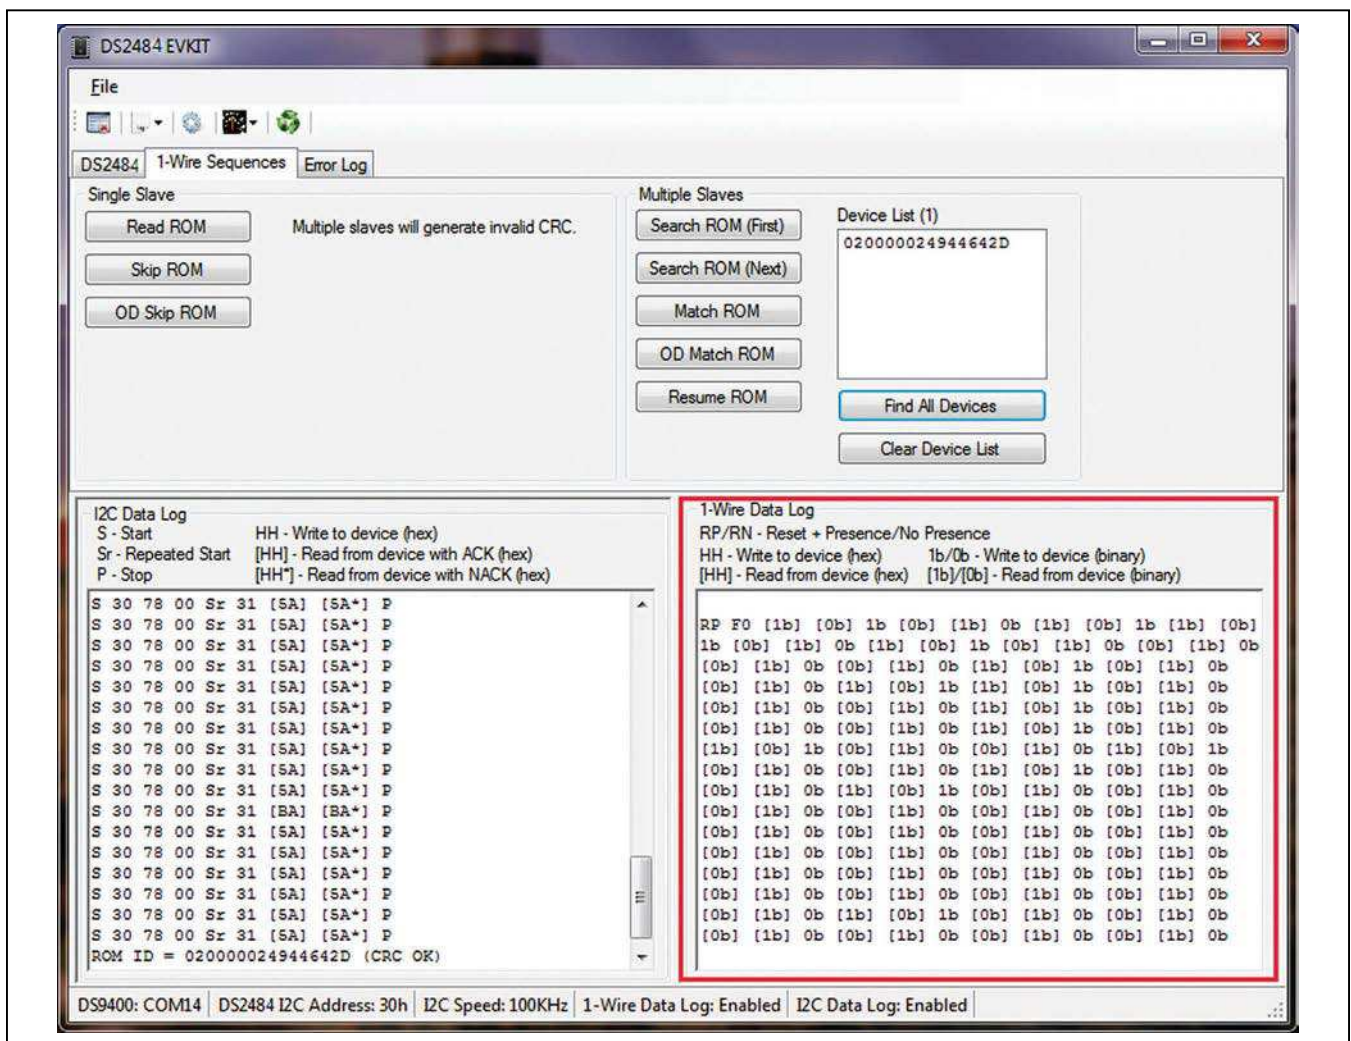 DS2484 EVKIT
File
DS2484 1-Wire Sequences Error Log
Single Slave
Read ROM
Multiple slaves will generate invalid CRC.
Skip ROM
OD Skip ROM
Multiple Slaves
Search ROM (First)
Search ROM (Next)
Match ROM
OD Match ROM
Resume ROM
Device List (1)
020000024944642D
Find All Devices
Clear Device List
I2C Data Log
S - Start HH - Write to device (hex)
Sr - Repeated Start [HH] - Read from device with ACK (hex)
P - Stop [HH*] - Read from device with NACK (hex)
S 30 78 00 Sr 31 [5A] [5A*] P
S 30 78 00 Sr 31 [5A] [5A*] P
S 30 78 00 Sr 31 [5A] [5A*] P
S 30 78 00 Sr 31 [5A] [5A*] P
S 30 78 00 Sr 31 [5A] [5A*] P
S 30 78 00 Sr 31 [5A] [5A*] P
S 30 78 00 Sr 31 [5A] [5A*] P
S 30 78 00 Sr 31 [5A] [5A*] P
S 30 78 00 Sr 31 [5A] [5A*] P
S 30 78 00 Sr 31 [5A] [5A*] P
S 30 78 00 Sr 31 [BA] [BA*] P
S 30 78 00 Sr 31 [5A] [5A*] P
S 30 78 00 Sr 31 [5A] [5A*] P
S 30 78 00 Sr 31 [5A] [5A*] P
S 30 78 00 Sr 31 [5A] [5A*] P
S 30 78 00 Sr 31 [5A] [5A*] P
S 30 78 00 Sr 31 [5A] [5A*] P
ROM ID = 020000024944642D (CRC OK)
1-Wire Data Log
RP/RN - Reset + Presence/No Presence
HH - Write to device (hex) 1b/0b - Write to device (binary)
[HH] - Read from device (hex) [1b]/[0b] - Read from device (binary)
RP F0 [1b] [0b] 1b [0b] [1b] 0b [1b] [0b] 1b [1b] [0b]
1b [0b] [1b] 0b [1b] [0b] 1b [0b] [1b] 0b [0b] [1b] 0b
[0b] [1b] 0b [0b] [1b] 0b [1b] [0b] 1b [0b] [1b] 0b
[0b] [1b] 0b [1b] [0b] 1b [1b] [0b] 1b [0b] [1b] 0b
[0b] [1b] 0b [0b] [1b] 0b [1b] [0b] 1b [0b] [1b] 0b
[0b] [1b] 0b [0b] [1b] 0b [1b] [0b] 1b [0b] [1b] 0b
[1b] [0b] 1b [0b] [1b] 0b [0b] [1b] 0b [1b] [0b] 1b
[0b] [1b] 0b [0b] [1b] 0b [1b] [0b] 1b [0b] [1b] 0b
[0b] [1b] 0b [1b] [0b] 1b [0b] [1b] 0b [0b] [1b] 0b
[0b] [1b] 0b [0b] [1b] 0b [0b] [1b] 0b [0b] [1b] 0b
[0b] [1b] 0b [0b] [1b] 0b [0b] [1b] 0b [0b] [1b] 0b
[0b] [1b] 0b [0b] [1b] 0b [0b] [1b] 0b [0b] [1b] 0b
[0b] [1b] 0b [0b] [1b] 0b [0b] [1b] 0b [0b] [1b] 0b
[0b] [1b] 0b [0b] [1b] 0b [0b] [1b] 0b [0b] [1b] 0b
[0b] [1b] 0b [1b] [0b] 1b [0b] [1b] 0b [0b] [1b] 0b
[0b] [1b] 0b [0b] [1b] 0b [0b] [1b] 0b [0b] [1b] 0b
DS9400: COM14 DS2484 I2C Address: 30h I2C Speed: 100KHz 1-Wire Data Log: Enabled I2C Data Log: Enabled